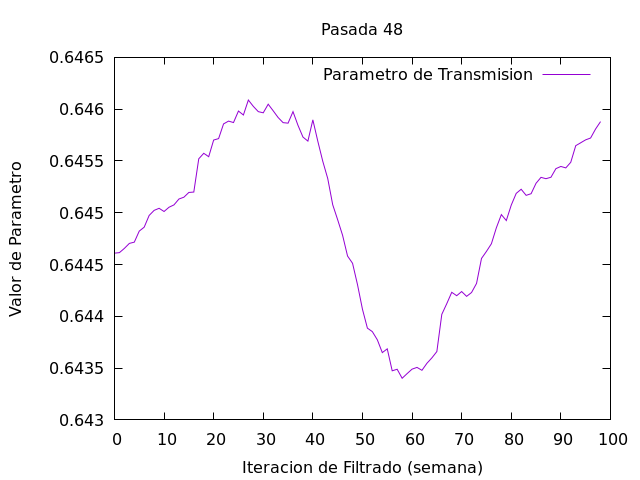 Pasada 48
Parametro de Transmision
Valor de Parametro
0.6465
0.646
0.6455
0.645
0.6445
0.644
0.6435
0.643
0 10 20 30 40 50 60 70 80 90 100
Iteracion de Filtrado (semana)